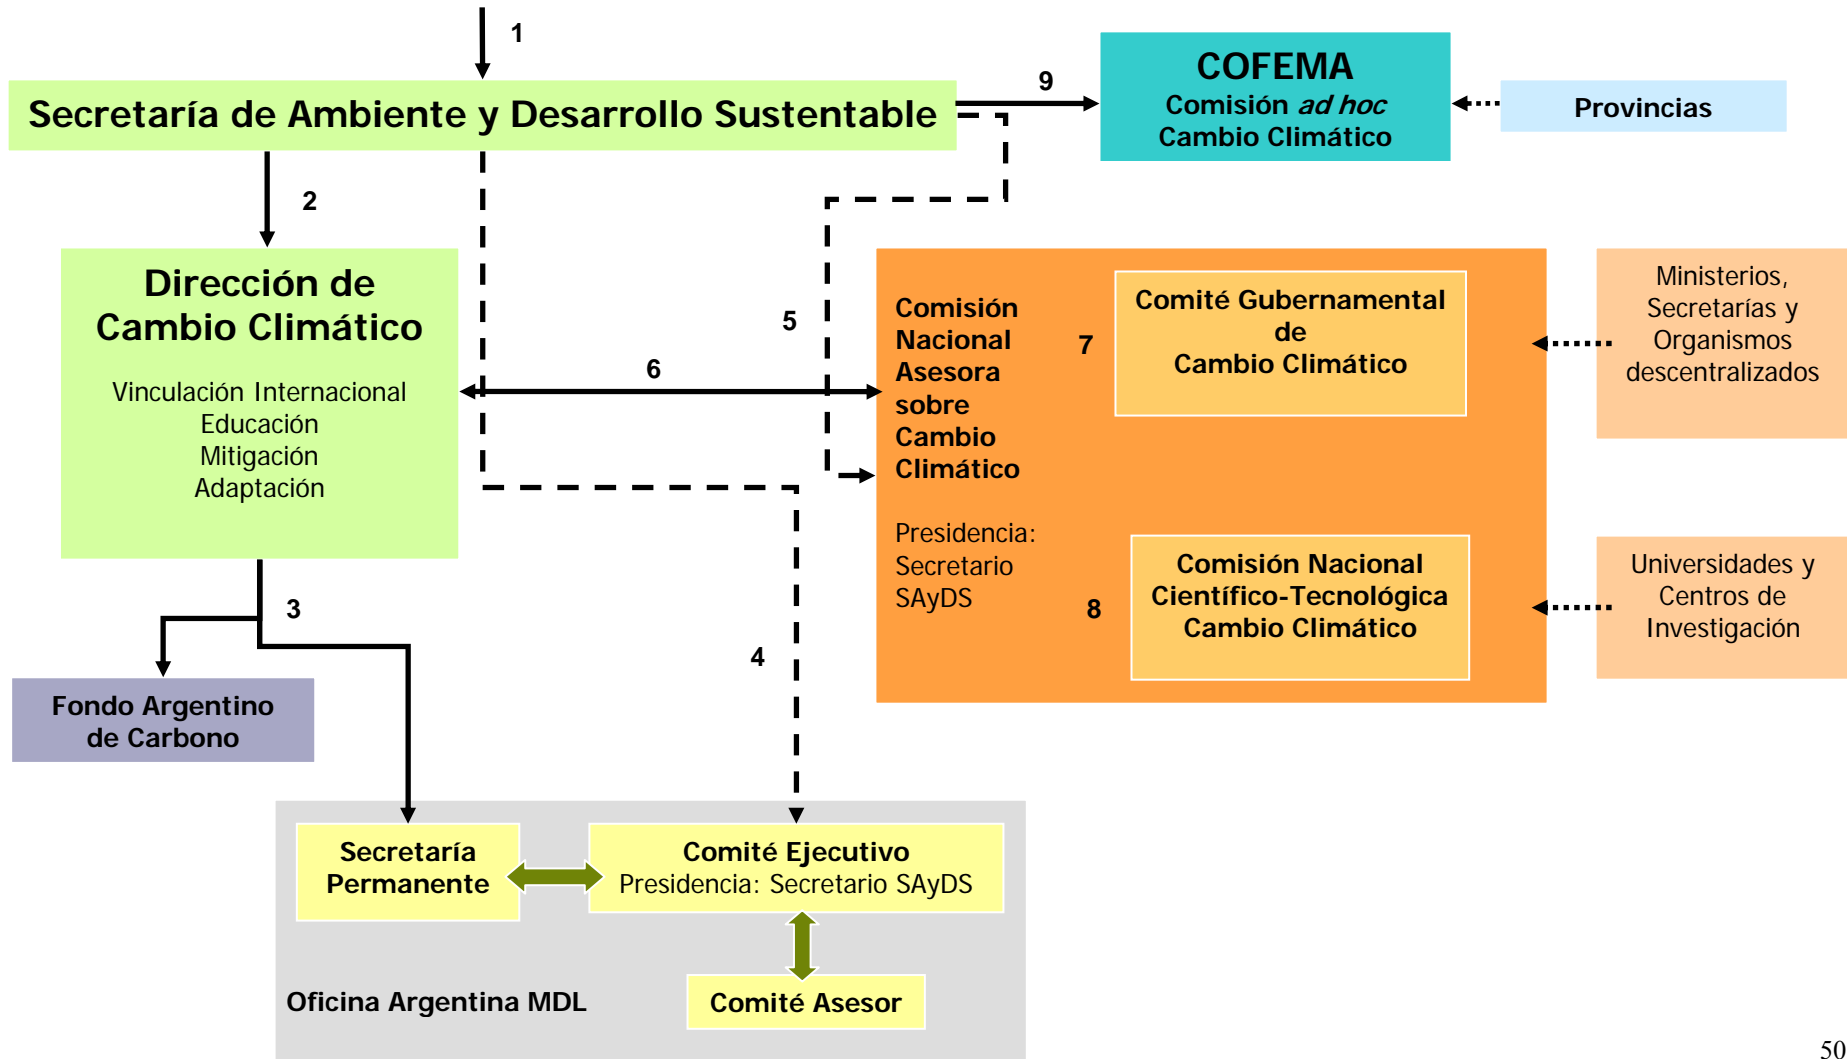 1
Secretaría de Ambiente y Desarrollo Sustentable
9
COFEMA
Comisión ad hoc
Cambio Climático
Provincias
2
Dirección de
Cambio Climático
Vinculación Internacional
Educación
Mitigación
Adaptación
5
6
Comisión
Nacional
Asesora
sobre
Cambio
Climático
Presidencia:
Secretario
SAyDS
7
Comité Gubernamental
de
Cambio Climático
Ministerios,
Secretarías y
Organismos
descentralizados
8
Comisión Nacional
Científico-Tecnológica
Cambio Climático
Universidades y
Centros de
Investigación
3
4
Fondo Argentino
de Carbono
Secretaría
Permanente
Comité Ejecutivo
Presidencia: Secretario SAyDS
Oficina Argentina MDL
Comité Asesor
50